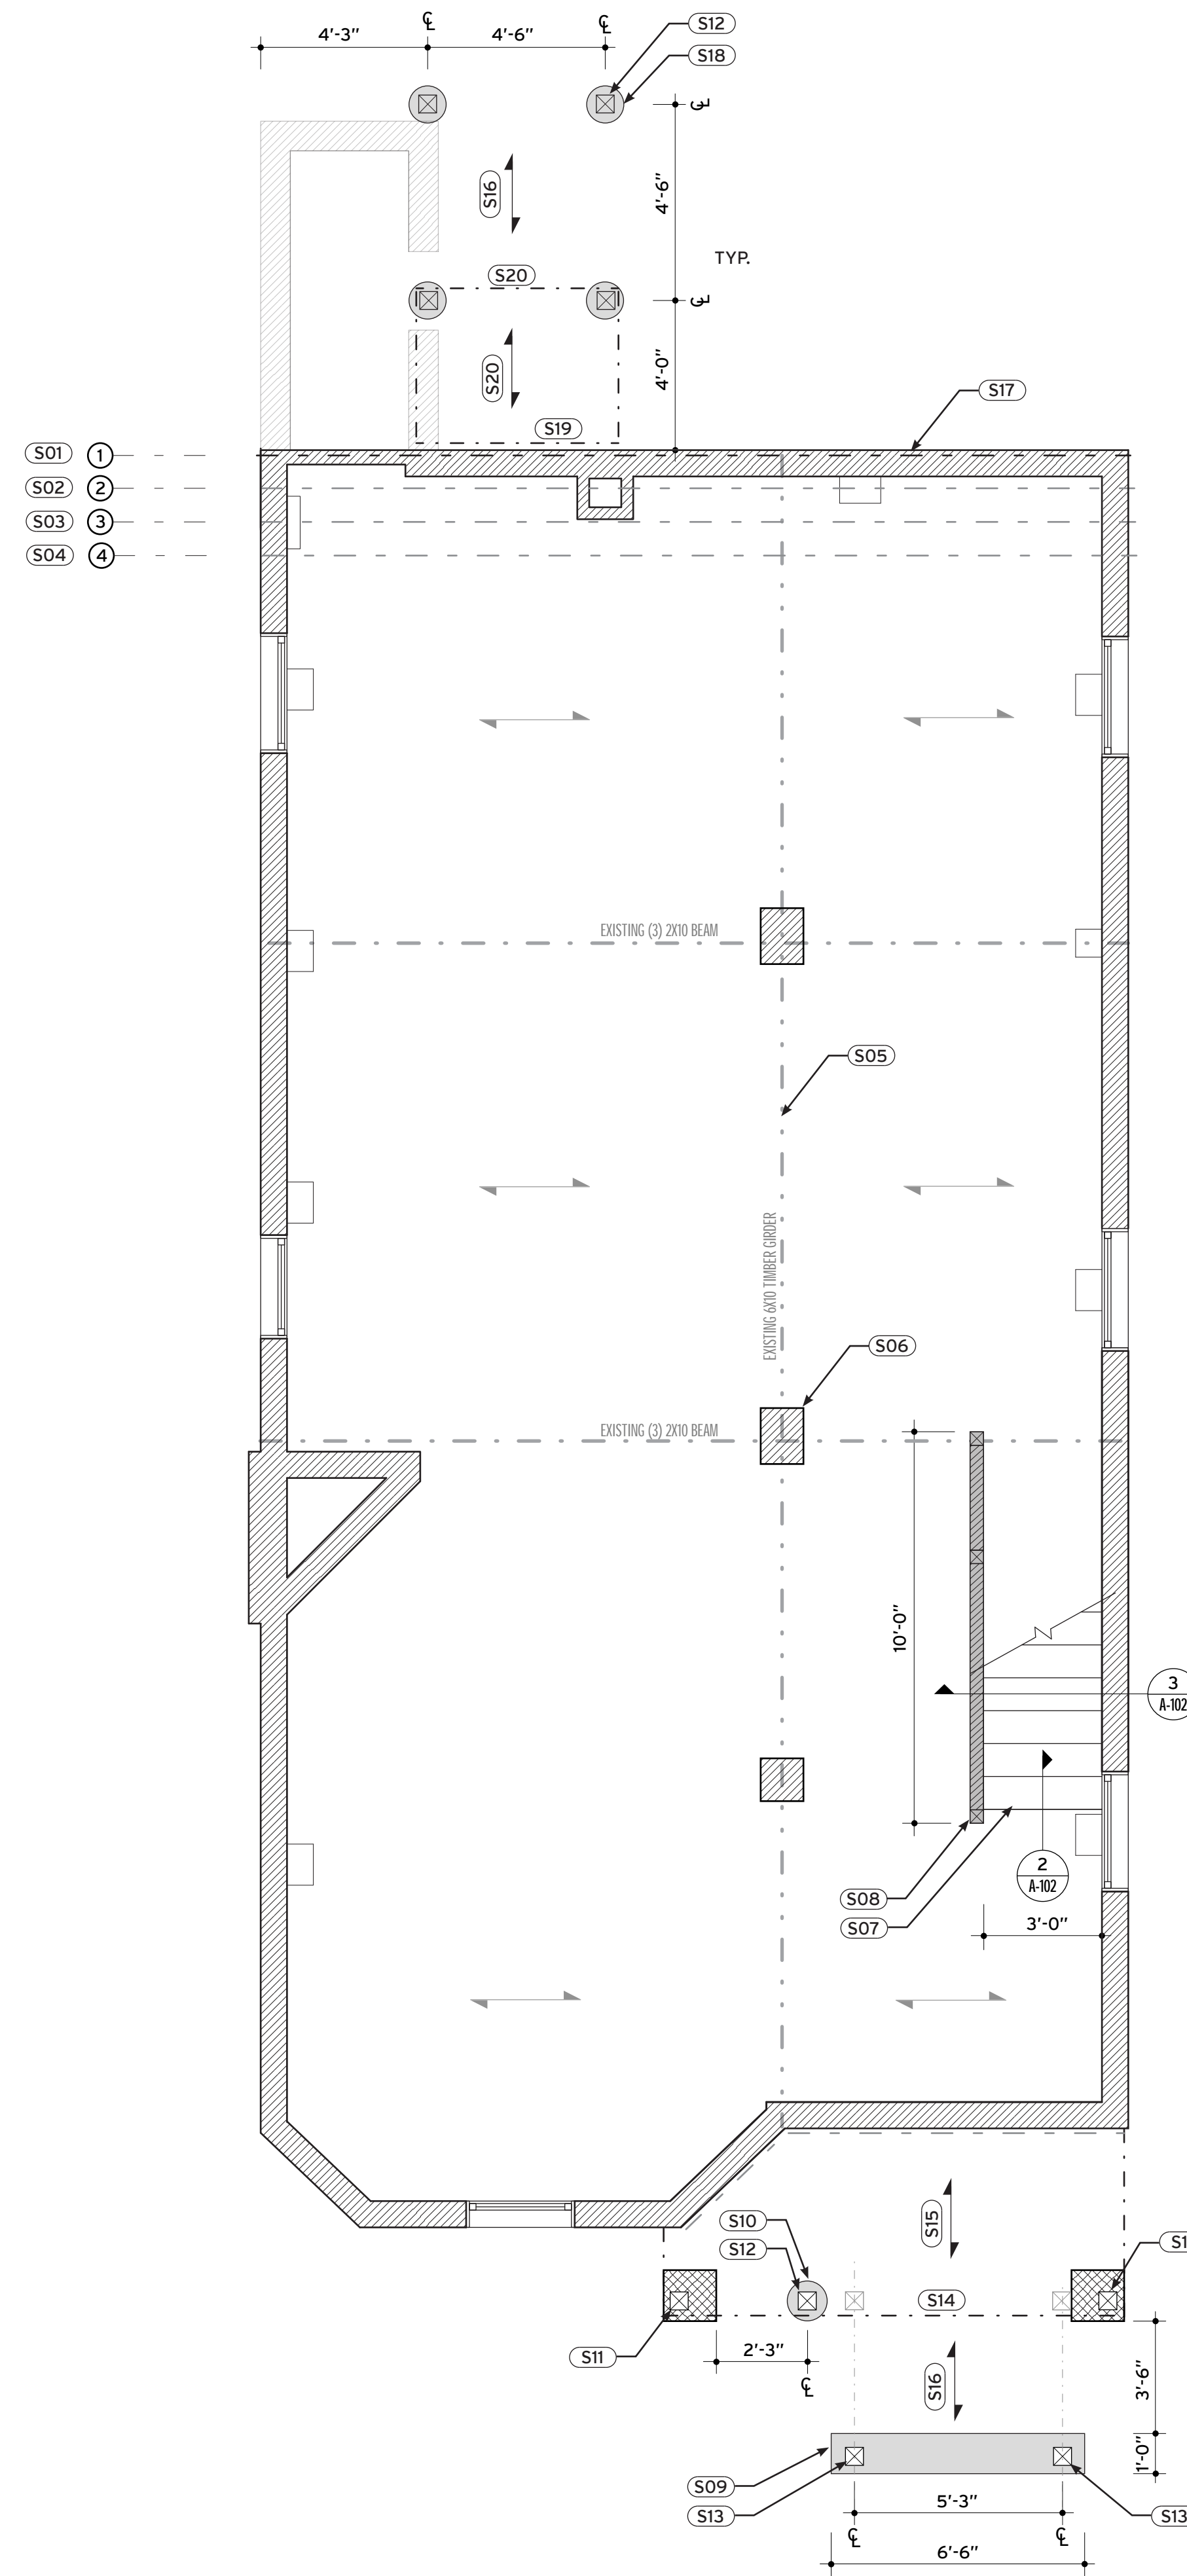 4'-3"
4'-6"
S12
S18
4'-6"
S16
TYP.
S20
S20
4'-0"
S19
S17
S01 1
S02 2
S03 3
S04 4
EXISTING (3) 2X10 BEAM
S05
EXISTING 6X10 TIMBER GIRDER
S06
EXISTING (3) 2X10 BEAM
10'-0"
3
A-102
2
A-102
S08
S07
3'-0"
S10
S12
S15
S14
S11
2'-3"
S16
3'-6"
1'-0"
S09
S13
S13
5'-3"
6'-6"